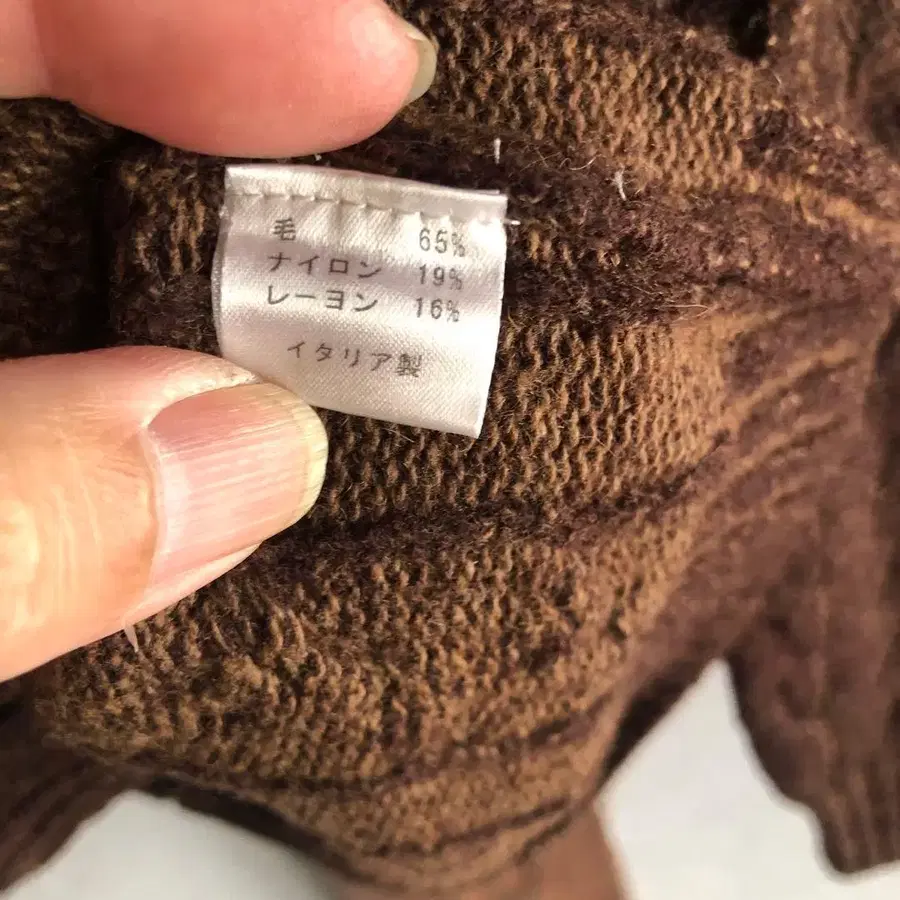 毛 65%
ナイロン 19%
レーヨン 16%
イタリア製